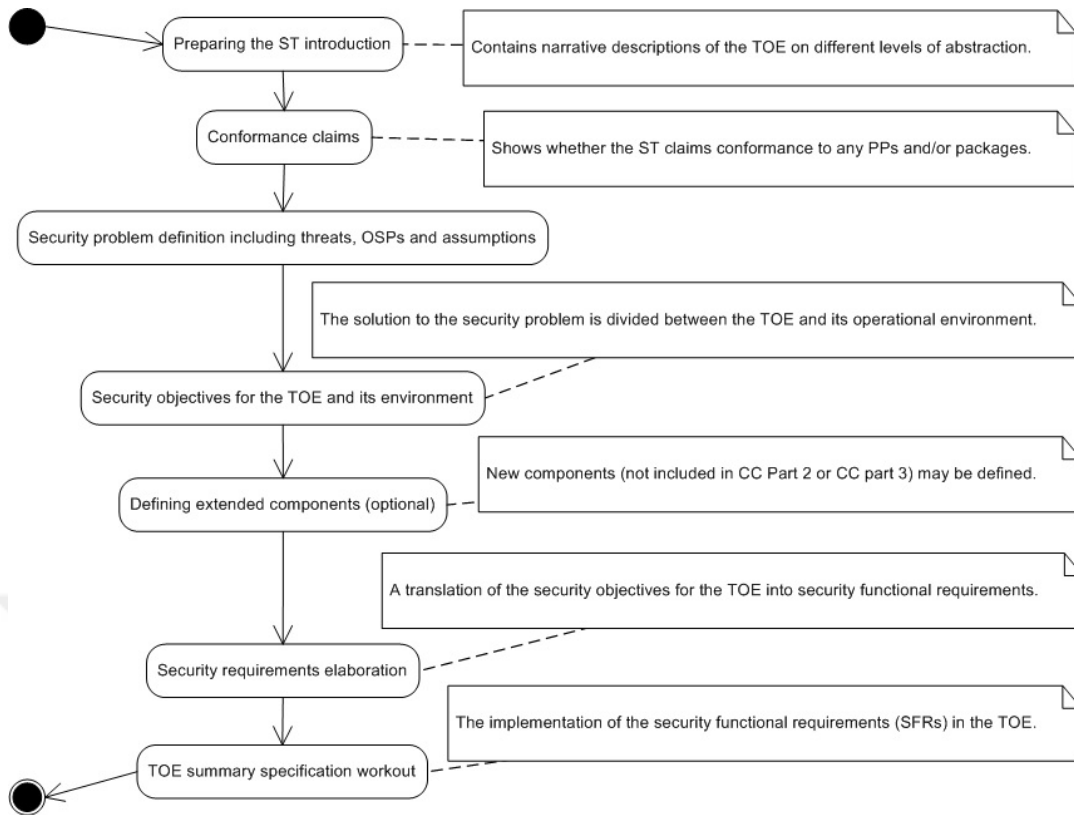 Preparing the ST introduction
Contains narrative descriptions of the TOE on different levels of abstraction.
Conformance claims
Shows whether the ST claims conformance to any PPs and/or packages.
Security problem definition including threats, OSPs and assumptions
The solution to the security problem is divided between the TOE and its operational environment.
Security objectives for the TOE and its environment
New components (not included in CC Part 2 or CC part 3) may be defined.
Defining extended components (optional)
A translation of the security objectives for the TOE into security functional requirements.
Security requirements elaboration
The implementation of the security functional requirements (SFRs) in the TOE.
TOE summary specification workout